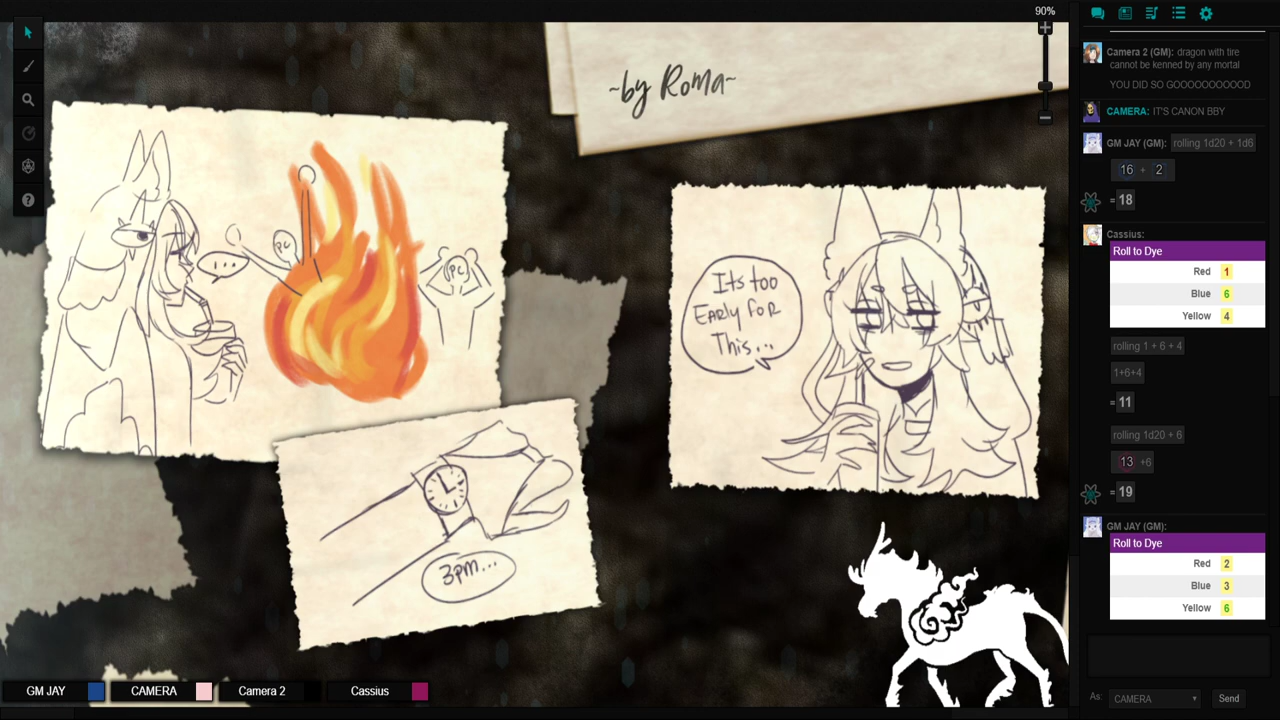 90%
~by Roma~
PC
...
PC
Its too
Early for
This...
3pm...
GM JAY
CAMERA
Camera 2
Cassius
Camera 2 (GM): dragon with tire
cannot be kenned by any mortal
YOU DID SO GOOOOOOOOOOD
CAMERA: IT'S CANON BBY
GM JAY (GM): rolling 1d20 + 1d6
16 + 2
= 18
Cassius:
Roll to Dye
Red 1
Blue 6
Yellow 4
rolling 1 + 6 + 4
1+6+4
= 11
rolling 1d20 + 6
13 +6
= 19
GM JAY (GM):
Roll to Dye
Red 2
Blue 3
Yellow 6
As: CAMERA Send